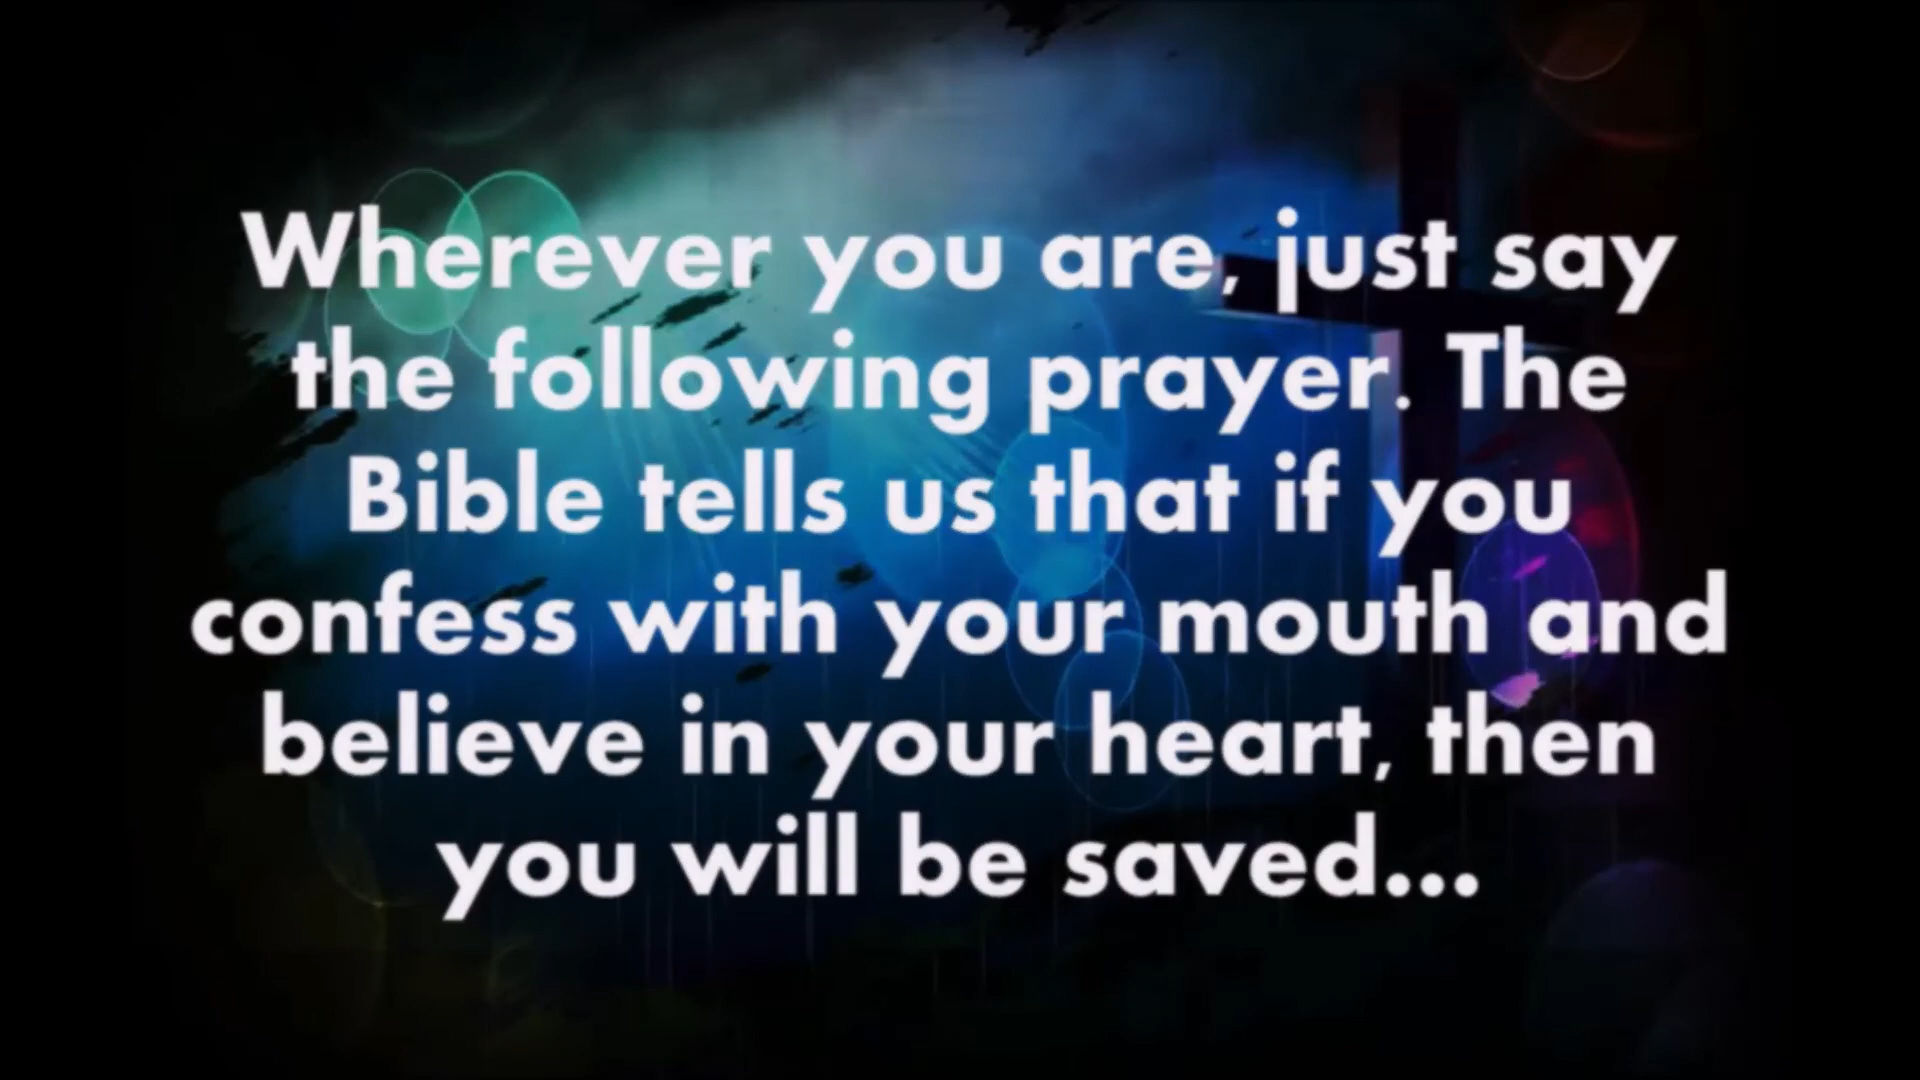 Wherever you are, just say
the following prayer. The
Bible tells us that if you
confess with your mouth and
believe in your heart, then
you will be saved...